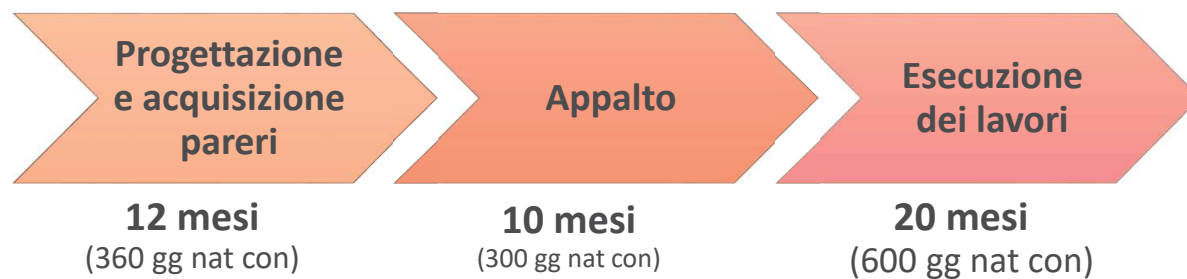 Progettazione
e acquisizione
pareri
12 mesi
(360 gg nat con)
Appalto
10 mesi
(300 gg nat con)
Esecuzione
dei lavori
20 mesi
(600 gg nat con)